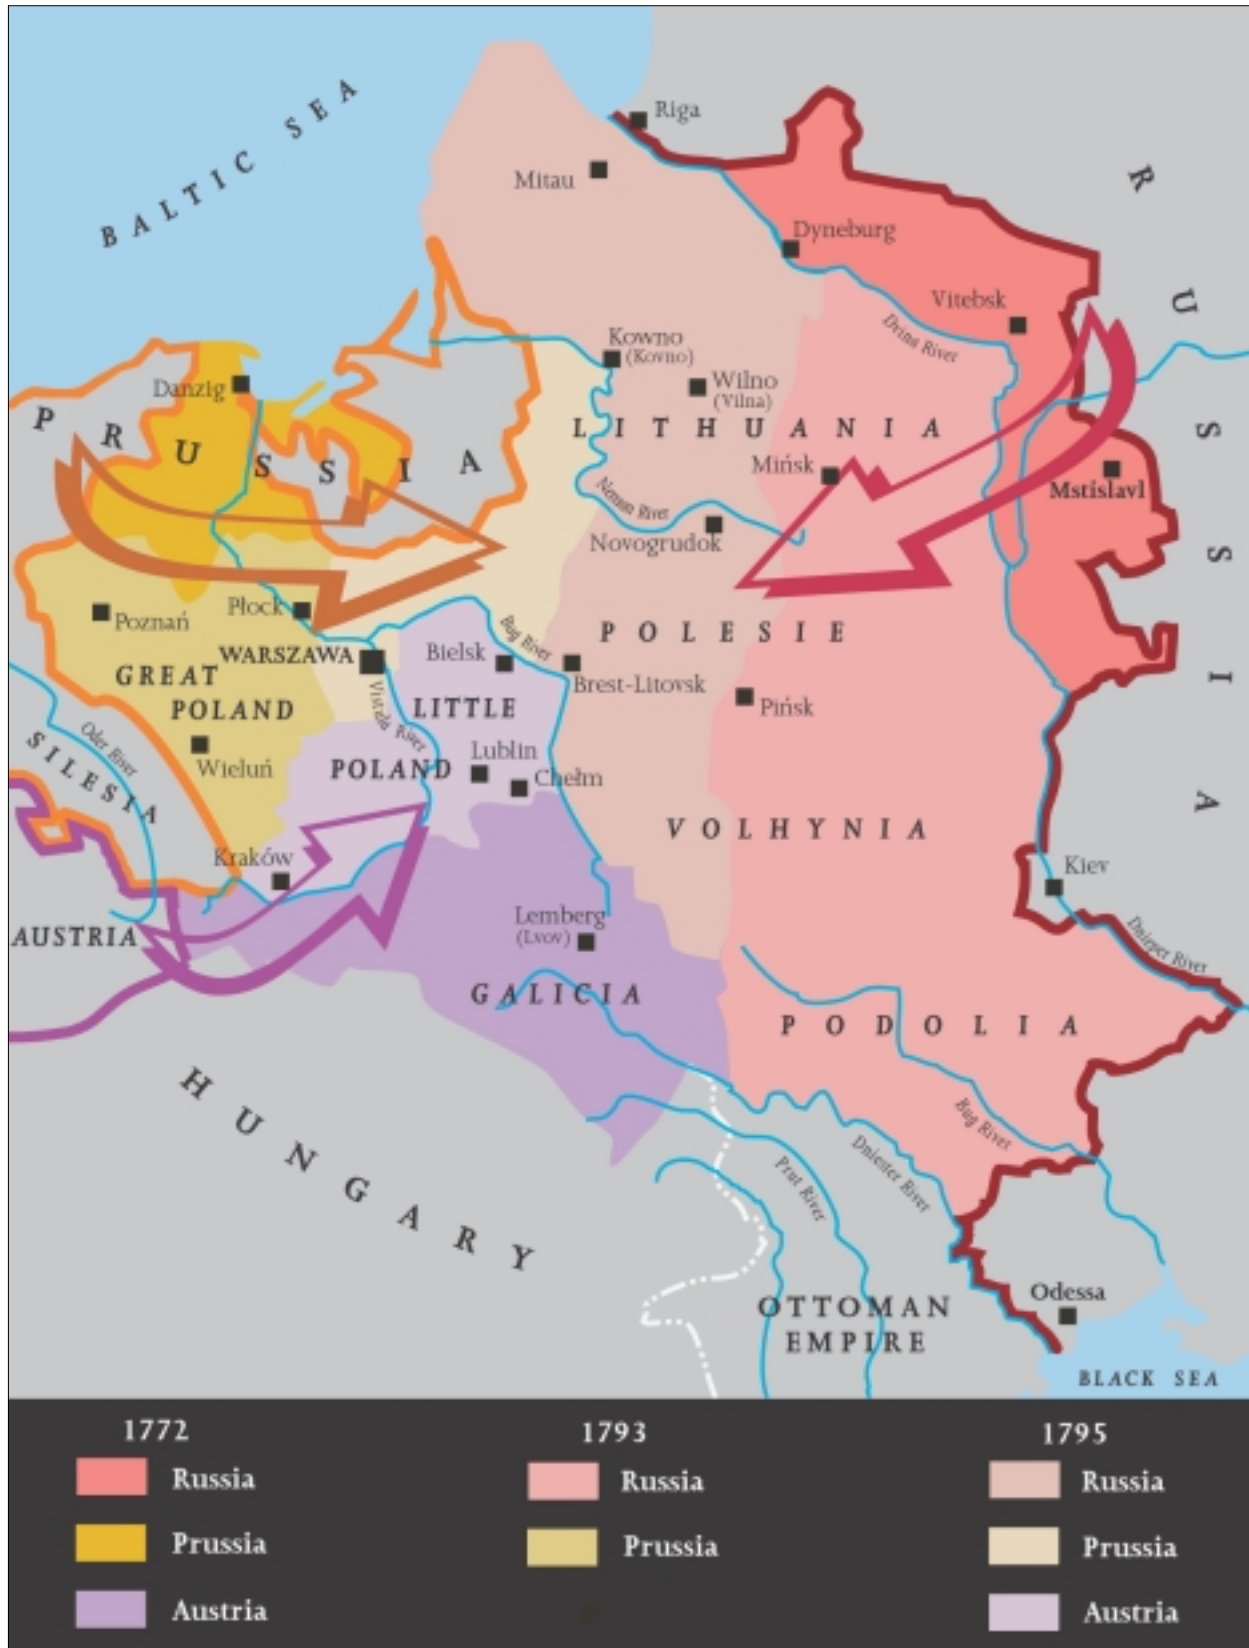 BALTIC SEA
Riga
Mitau
RUSSIA
Dyneburg
Vitebsk
Dvina River
Kowno
(Kovno)
Wilno
(Vilna)
Danzig
PRUSSIA
LITHUANIA
Mińsk
Mstislavl
Neman River
Novogrudok
Poznań
Płock
WARSZAWA
Bielsk
Bug River
POLESIE
Brest-Litovsk
Pińsk
GREAT
POLAND
Vistula River
LITTLE
POLAND
Oder River
SILESIA
Wieluń
Lublin
Chełm
VOLHYNIA
Kraków
Kiev
AUSTRIA
Lemberg
(Lvov)
Dnieper River
GALICIA
PODOLIA
HUNGARY
Bug River
Prut River
Dniester River
OTTOMAN
EMPIRE
Odessa
BLACK SEA
1772
Russia
Prussia
Austria
1793
Russia
Prussia
1795
Russia
Prussia
Austria